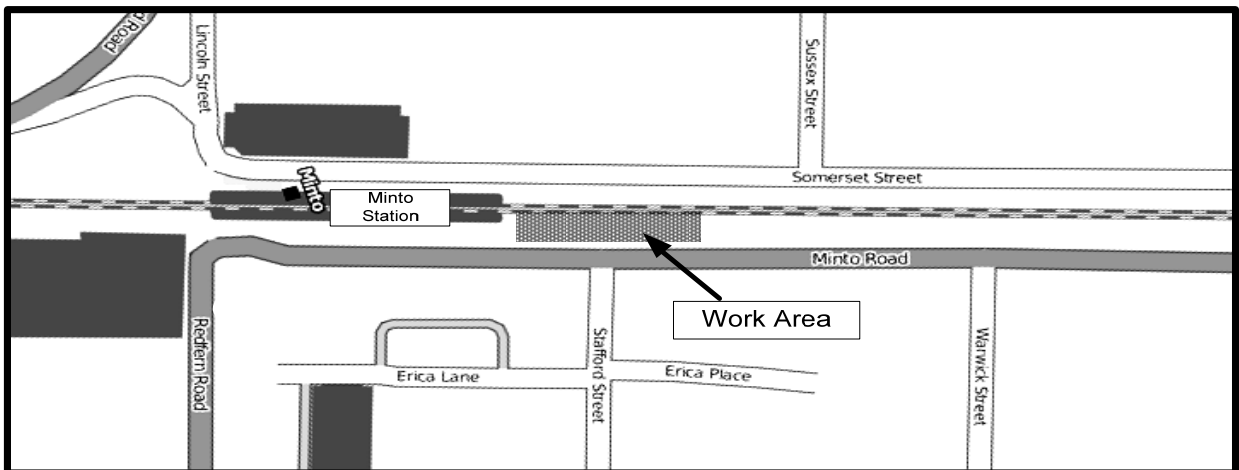 d Road
Lincoln Street
Sussex Street
Somerset Street
Minto
Minto
Station
Minto Road
Work Area
Redfern Road
Stafford Street
Warwick Street
Erica Lane
Erica Place